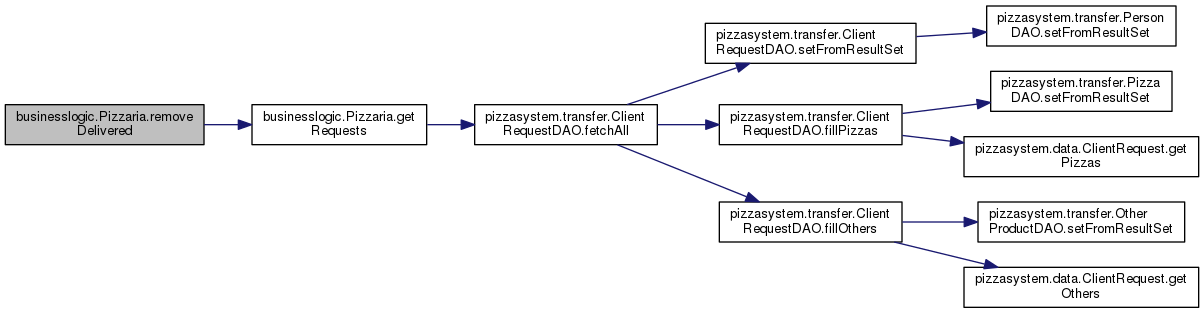 businesslogic.Pizzaria.remove
Delivered
businesslogic.Pizzaria.get
Requests
pizzasystem.transfer.Client
RequestDAO.fetchAll
pizzasystem.transfer.Client
RequestDAO.setFromResultSet
pizzasystem.transfer.Person
DAO.setFromResultSet
pizzasystem.transfer.Client
RequestDAO.fillPizzas
pizzasystem.transfer.Pizza
DAO.setFromResultSet
pizzasystem.data.ClientRequest.get
Pizzas
pizzasystem.transfer.Client
RequestDAO.fillOthers
pizzasystem.transfer.Other
ProductDAO.setFromResultSet
pizzasystem.data.ClientRequest.get
Others